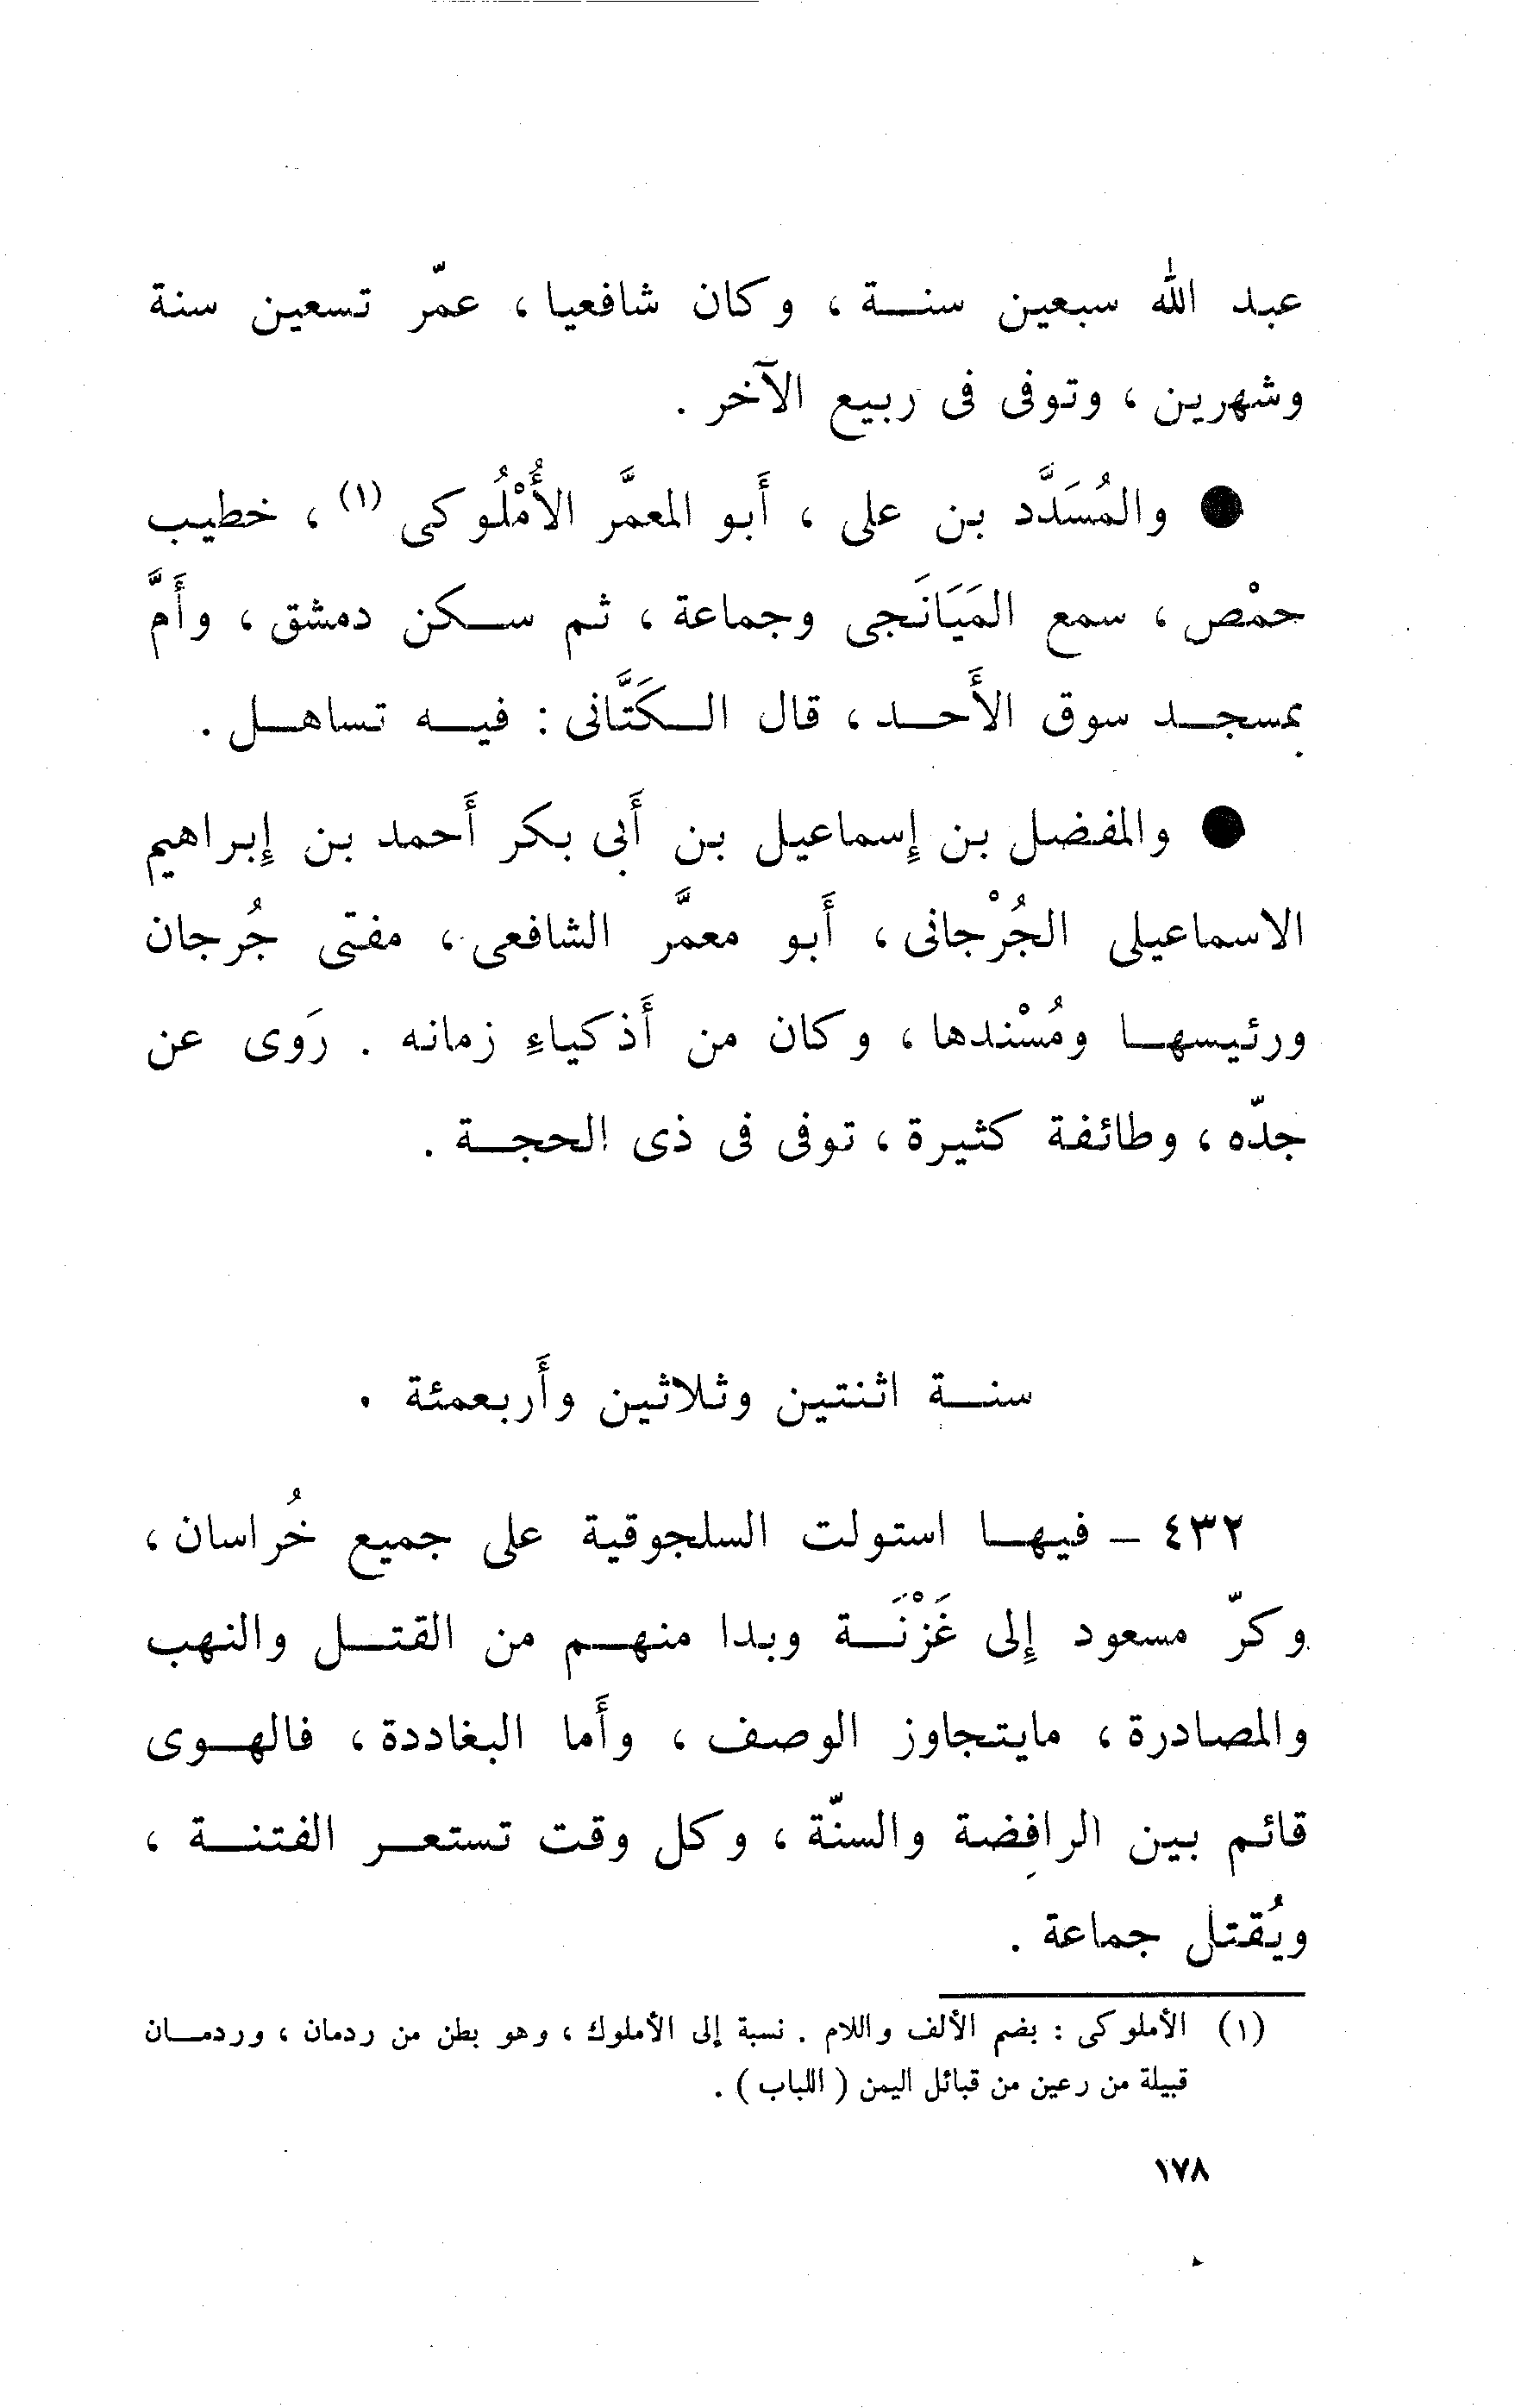 عبد الله سبعين سنة ، وكان شافعيا ، عمّر تسعين سنة
وشهرين ، وتوفى فى ربيع الآخر .
● والمُسَدَّد بن على ، أَبو المعمَّر الأُمْلُوكى (١) ، خطيب
حمْص ، سمع المَيَانَجى وجماعة ، ثم سكن دمشق ، وأَمَّ
بمسجد سوق الأَحد ، قال الكَتَّانى : فيه تساهل .
● والمفضل بن إسماعيل بن أَبى بكر أَحمد بن إبراهيم
الاسماعيلى الجُرْجانى ، أَبو معمَّر الشافعى ، مفتى جُرجان
ورئيسها ومُسْندها ، وكان من أَذكياءِ زمانه . رَوى عن
جدّه ، وطائفة كثيرة ، توفى فى ذى الحجة .
سنة اثنتين وثلاثين وأَربعمئة .
٤٣٢ – فيها استولت السلجوقية على جميع خُراسان ،
وكرّ مسعود إلى غَزْنَة وبدا منهم من القتل والنهب
والمصادرة ، مايتجاوز الوصف ، وأَما البغاددة ، فالهوى
قائم بين الرافضة والسنّة ، وكل وقت تستعر الفتنة ،
ويُقتل جماعة .
(١) الأملوكى : بضم الألف واللام . نسبة إلى الأملوك ، وهو بطن من ردمان ، وردمان
قبيلة من رعين من قبائل اليمن ( اللباب ) .
١٧٨